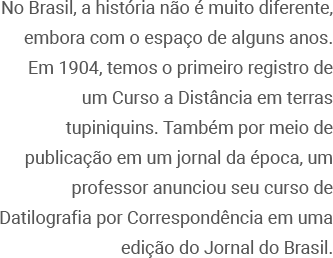 No Brasil, a história não é muito diferente,
embora com o espaço de alguns anos.
Em 1904, temos o primeiro registro de
um Curso a Distância em terras
tupiniquins. Também por meio de
publicação em um jornal da época, um
professor anunciou seu curso de
Datilografia por Correspondência em uma
edição do Jornal do Brasil.